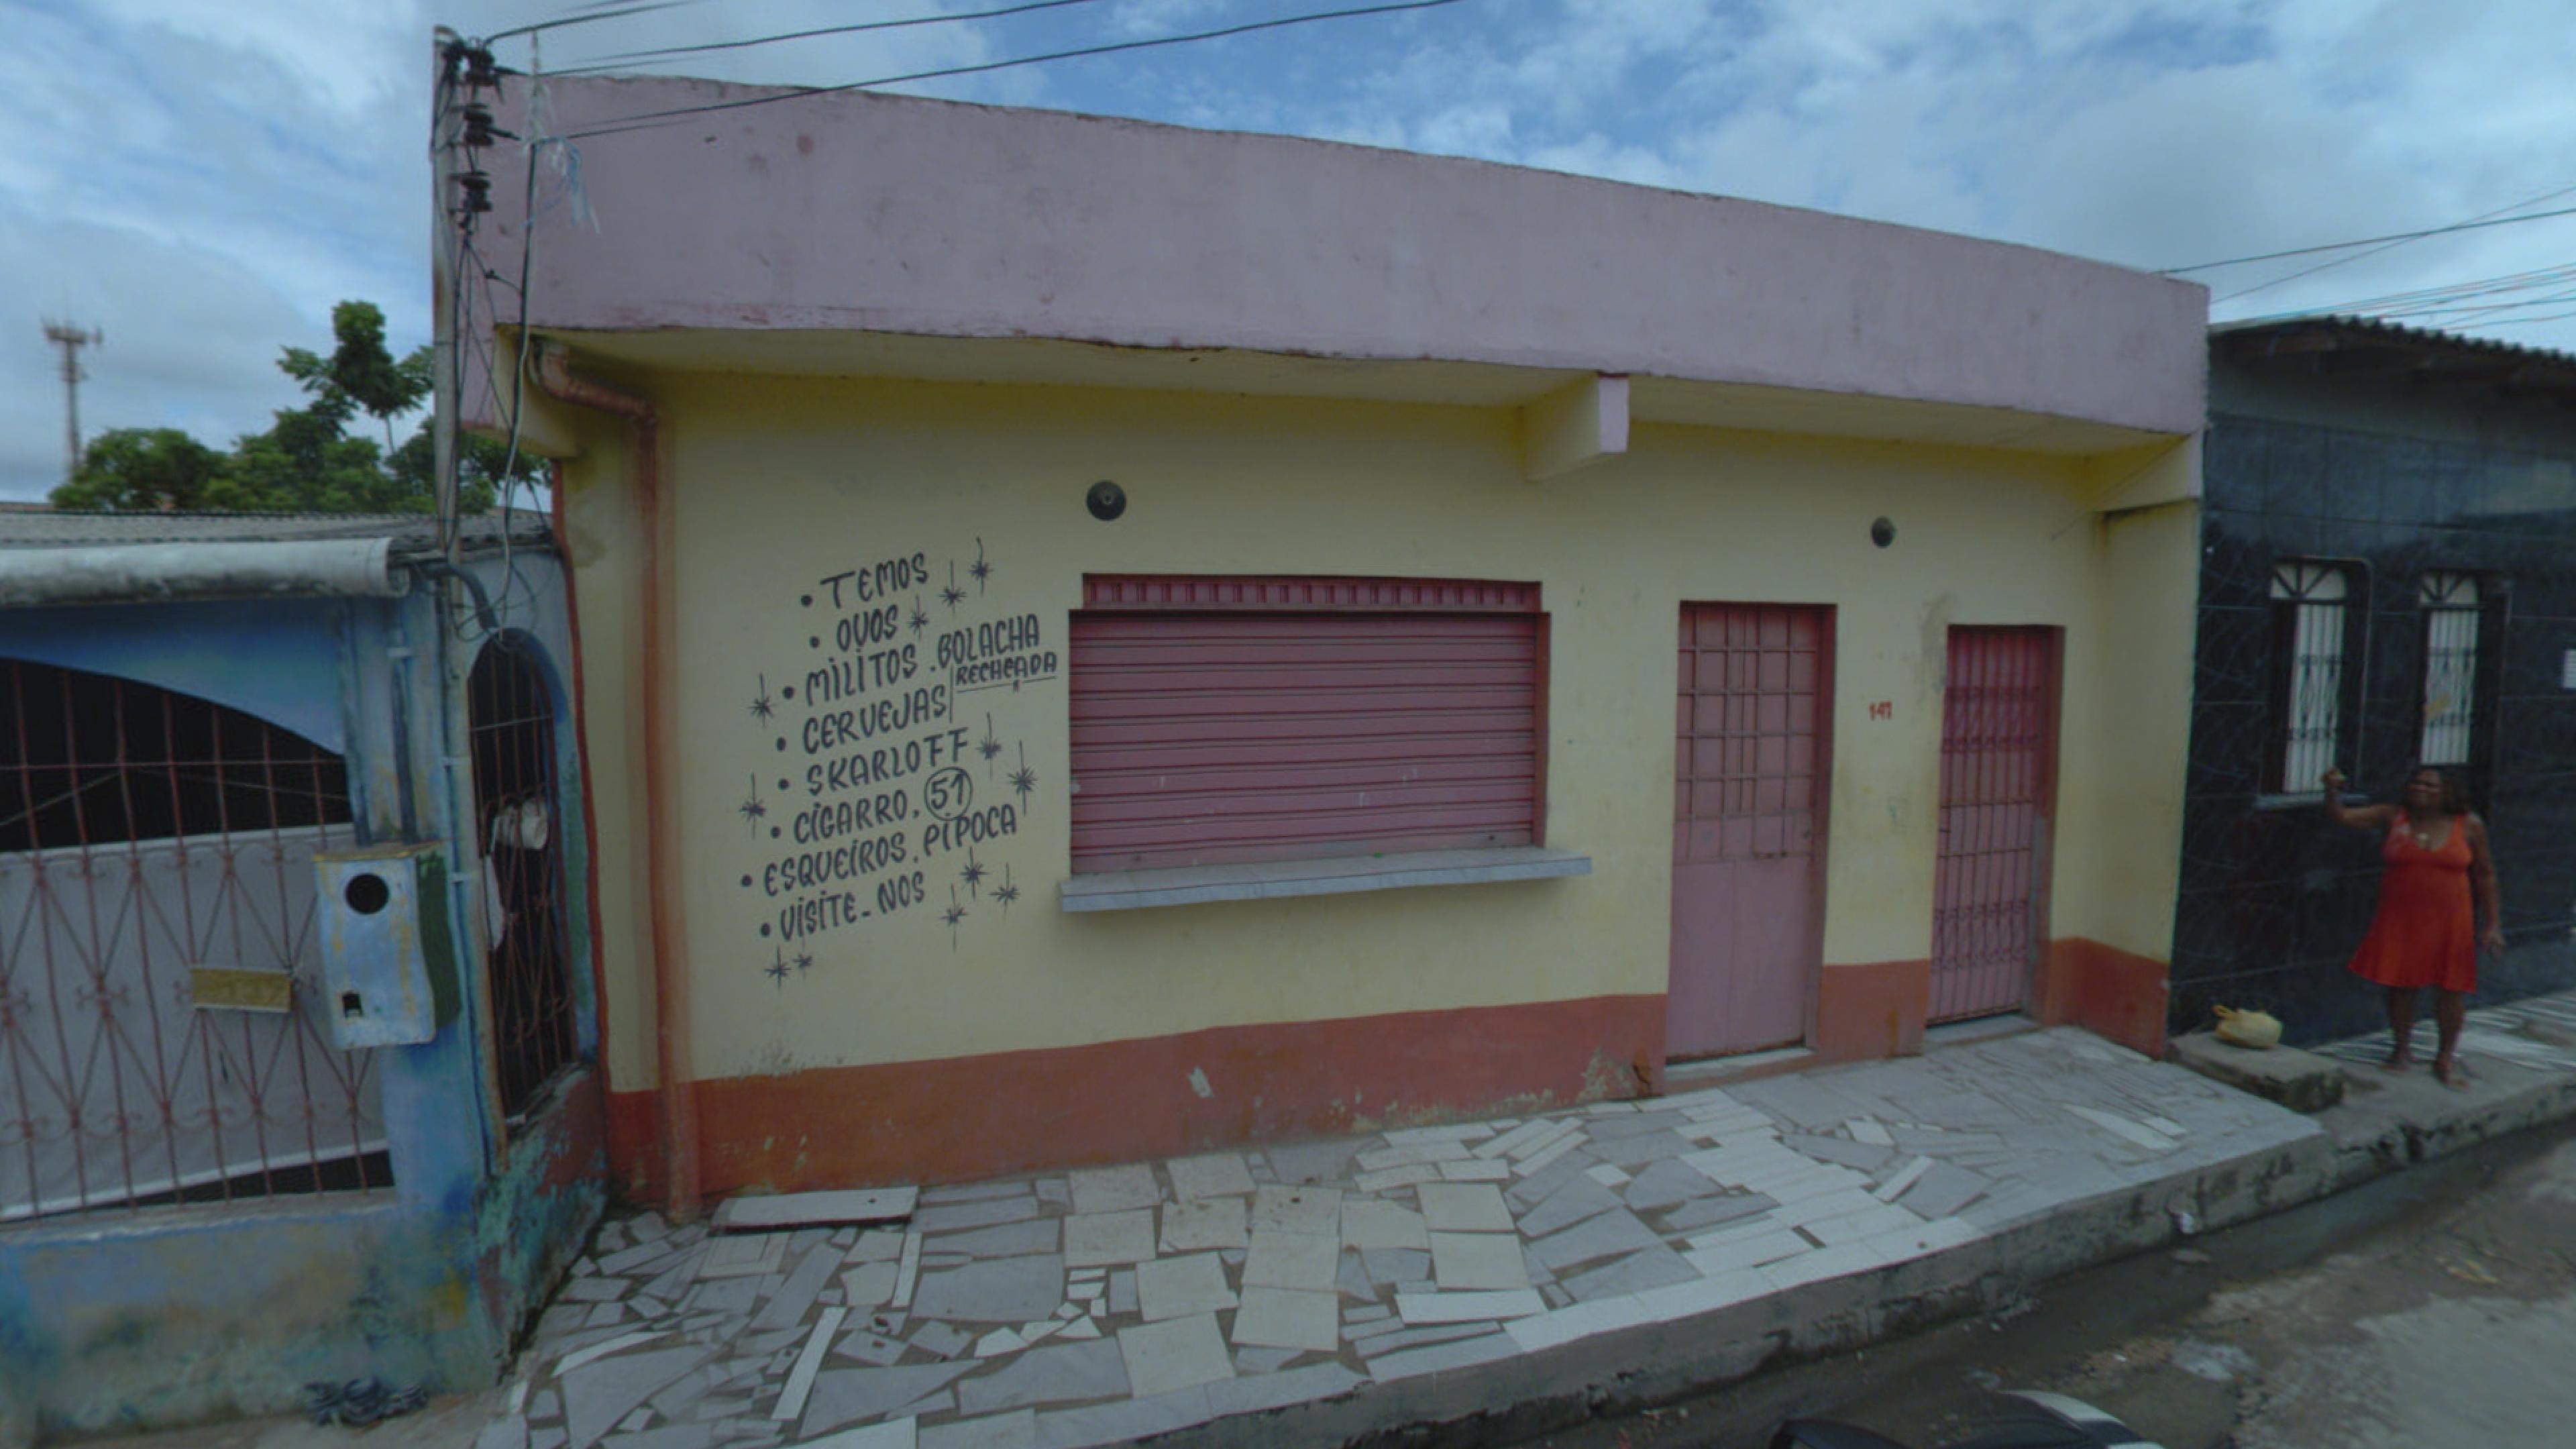 • TEMOS
• OVOS
• MILITOS . BOLACHA RECHEADA
• CERVEJAS
• SKARLOFF
• CIGARRO. 51
• ESQUEIROS. PIPOCA
• VISITE-NOS
141